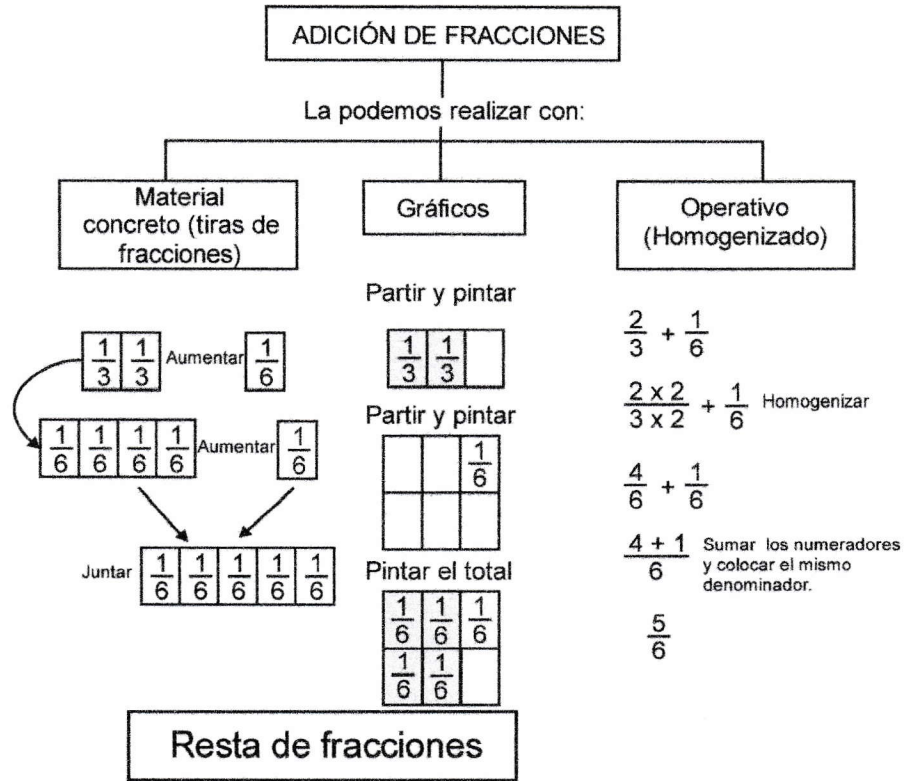 ADICIÓN DE FRACCIONES
La podemos realizar con:
Material
concreto (tiras de
fracciones)
1/3 1/3 Aumentar 1/6
1/6 1/6 1/6 1/6 Aumentar 1/6
Juntar 1/6 1/6 1/6 1/6 1/6
Gráficos
Partir y pintar
1/3 1/3
Partir y pintar
1/6
Pintar el total
1/6 1/6 1/6
1/6 1/6
Operativo
(Homogenizado)
2/3 + 1/6
2 x 2/3 x 2 + 1/6 Homogenizar
4/6 + 1/6
4 + 1/6 Sumar los numeradores
y colocar el mismo
denominador.
5/6
Resta de fracciones